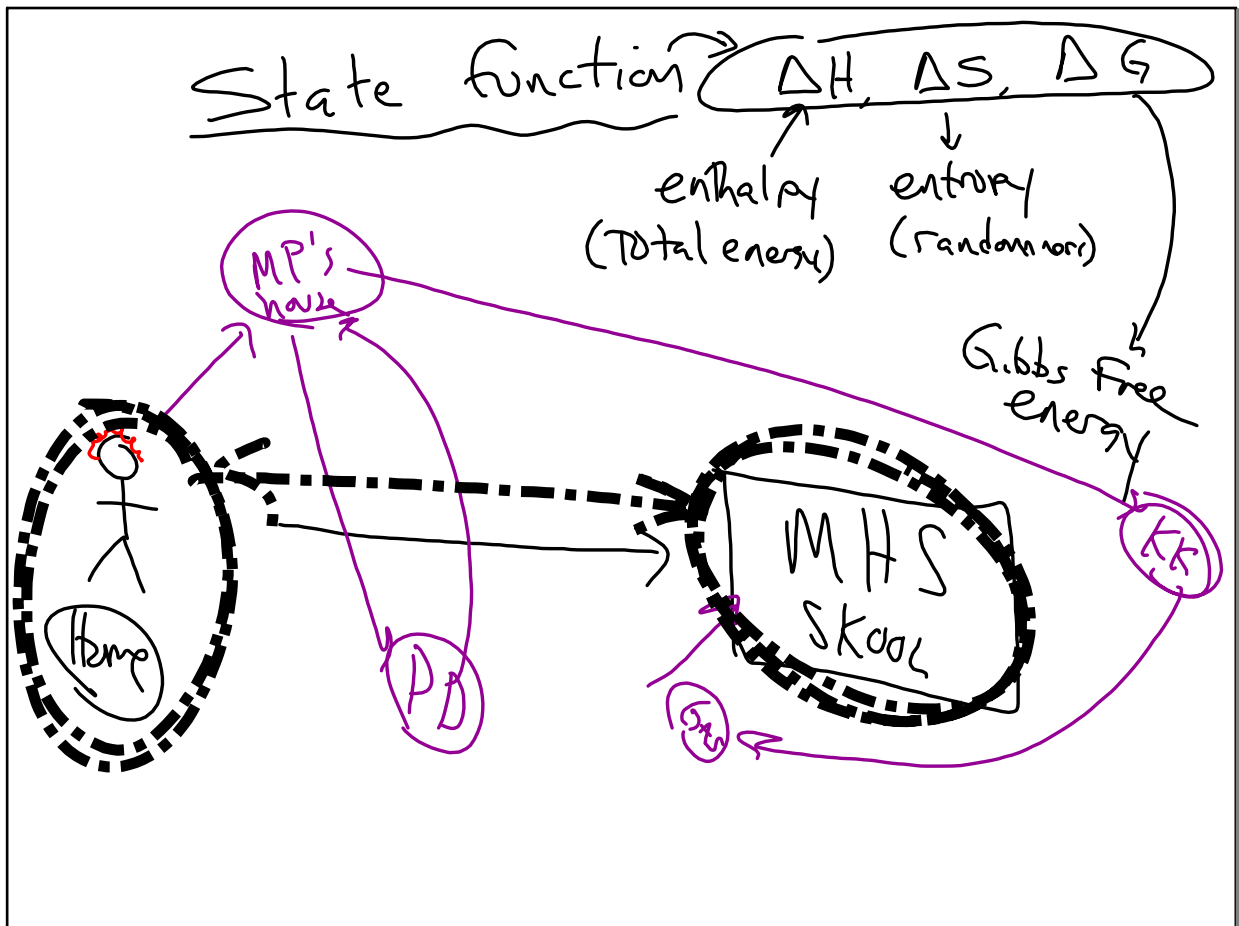 State function → ΔH, ΔS, ΔG
enthalpy
(Total energy)
entropy
(randomness)
Gibbs Free
energy
MP's
house
Home
MHS
SKOOL
KK
DD